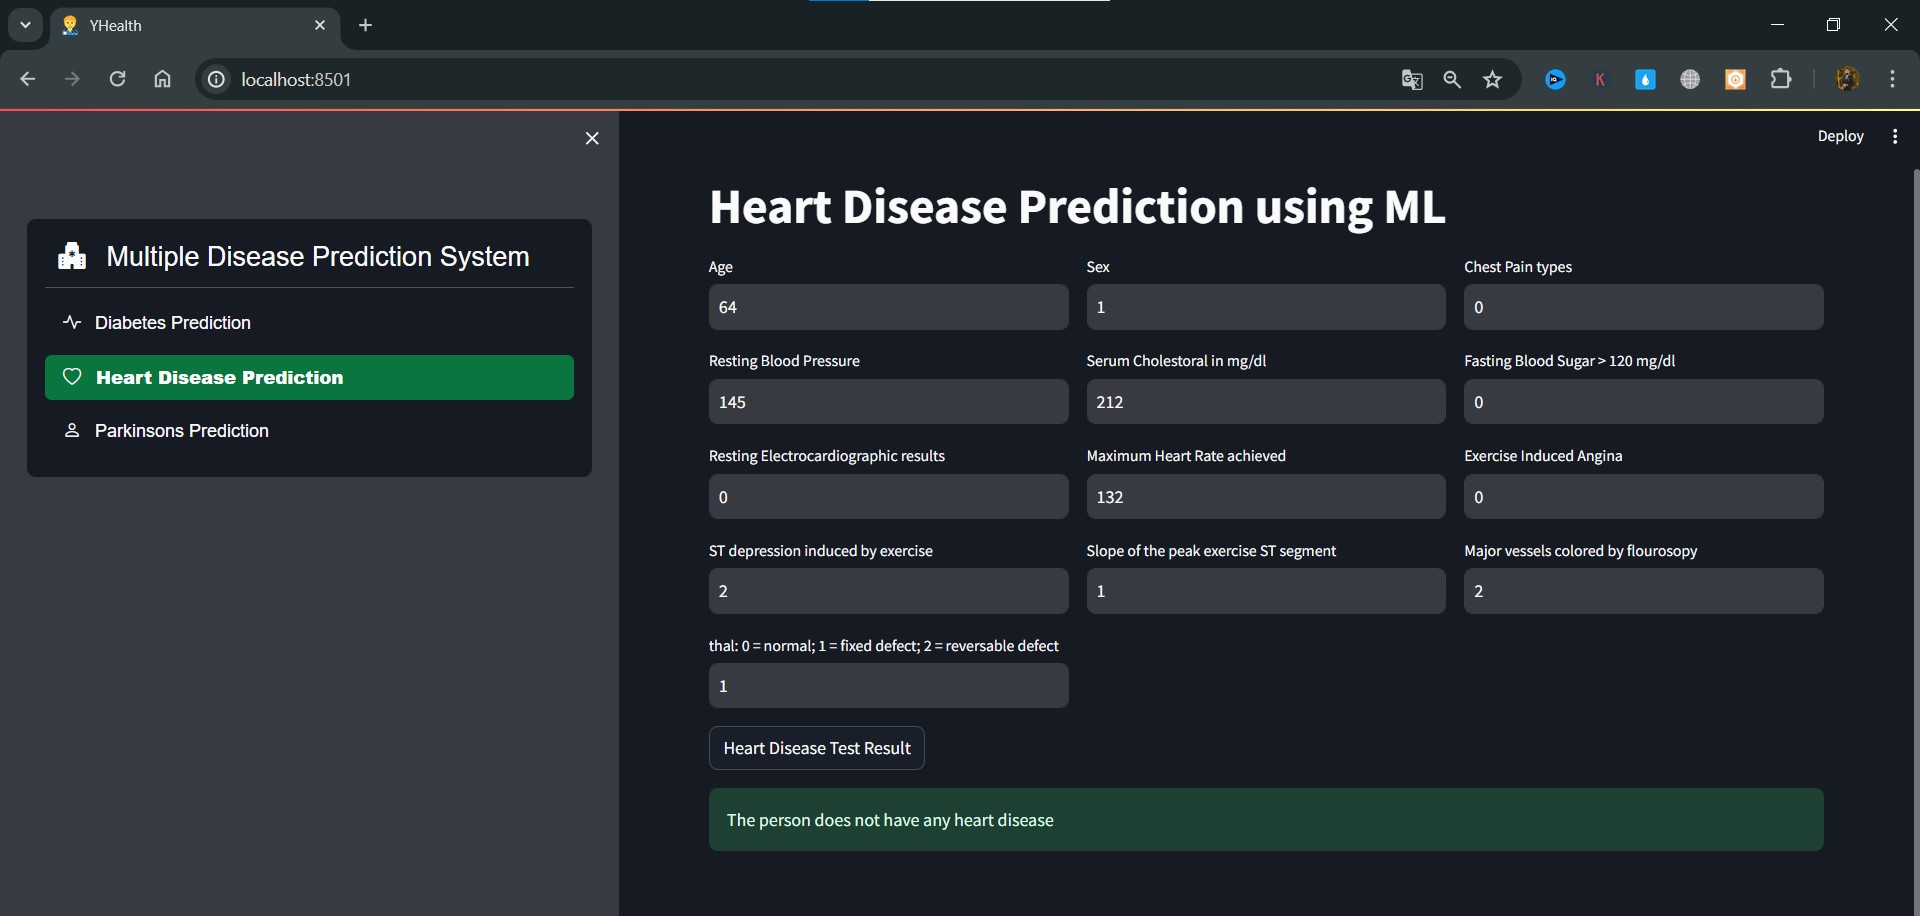 YHealth
localhost:8501
Deploy
Multiple Disease Prediction System
Diabetes Prediction
Heart Disease Prediction
Parkinsons Prediction
Heart Disease Prediction using ML
Age Sex Chest Pain types
64 1 0
Resting Blood Pressure Serum Cholestoral in mg/dl Fasting Blood Sugar > 120 mg/dl
145 212 0
Resting Electrocardiographic results Maximum Heart Rate achieved Exercise Induced Angina
0 132 0
ST depression induced by exercise Slope of the peak exercise ST segment Major vessels colored by flourosopy
2 1 2
thal: 0 = normal; 1 = fixed defect; 2 = reversable defect
1
Heart Disease Test Result
The person does not have any heart disease